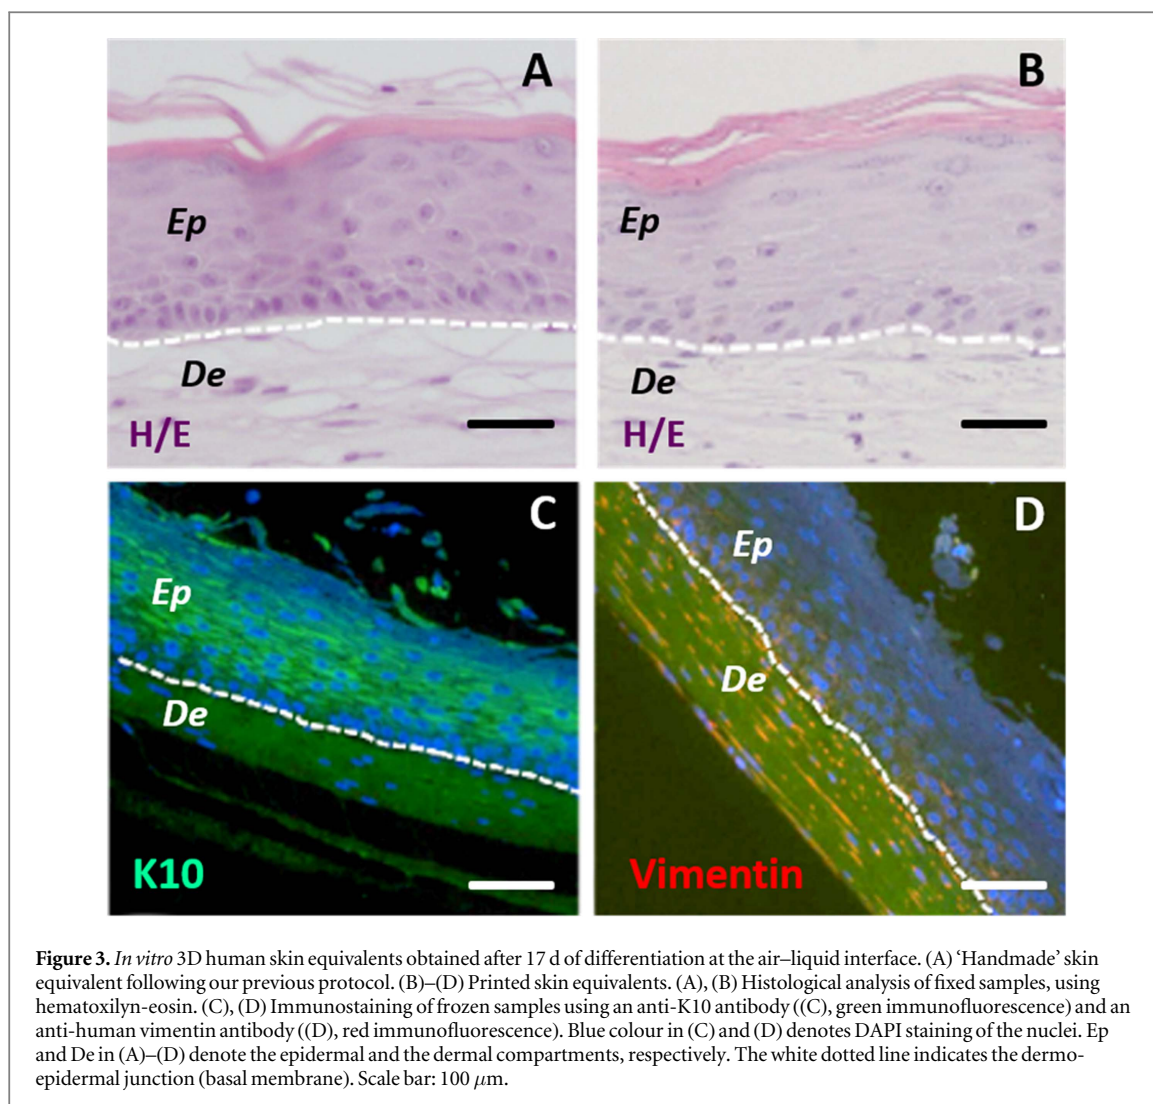 A
B
Ep
Ep
De
De
H/E
H/E
C
D
Ep
Ep
De
De
K10
Vimentin
Figure 3. In vitro 3D human skin equivalents obtained after 17 d of differentiation at the air–liquid interface. (A) ‘Handmade’ skin
equivalent following our previous protocol. (B)–(D) Printed skin equivalents. (A), (B) Histological analysis of fixed samples, using
hematoxilyn-eosin. (C), (D) Immunostaining of frozen samples using an anti-K10 antibody ((C), green immunofluorescence) and an
anti-human vimentin antibody ((D), red immunofluorescence). Blue colour in (C) and (D) denotes DAPI staining of the nuclei. Ep
and De in (A)–(D) denote the epidermal and the dermal compartments, respectively. The white dotted line indicates the dermo-
epidermal junction (basal membrane). Scale bar: 100 μm.